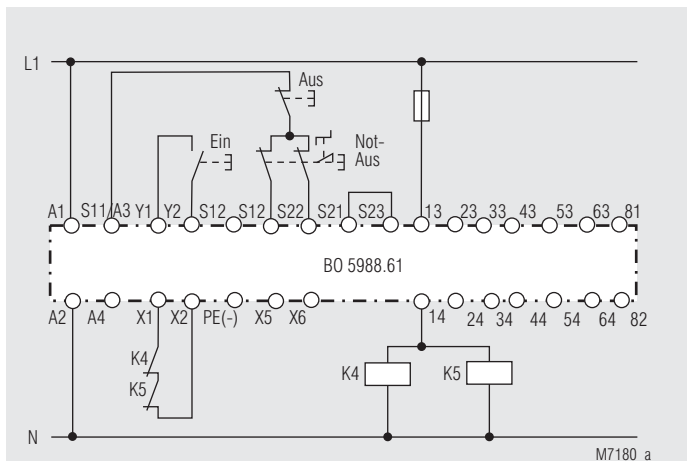 L1
Aus
Ein
Not-
Aus
A1 S11/A3 Y1 Y2 S12 S12 S22 S21 S23 13 23 33 43 53 63 81
BO 5988.61
A2 A4 X1 X2 PE(-) X5 X6 14 24 34 44 54 64 82
K4
K5
K4 K5
N
M7180_a